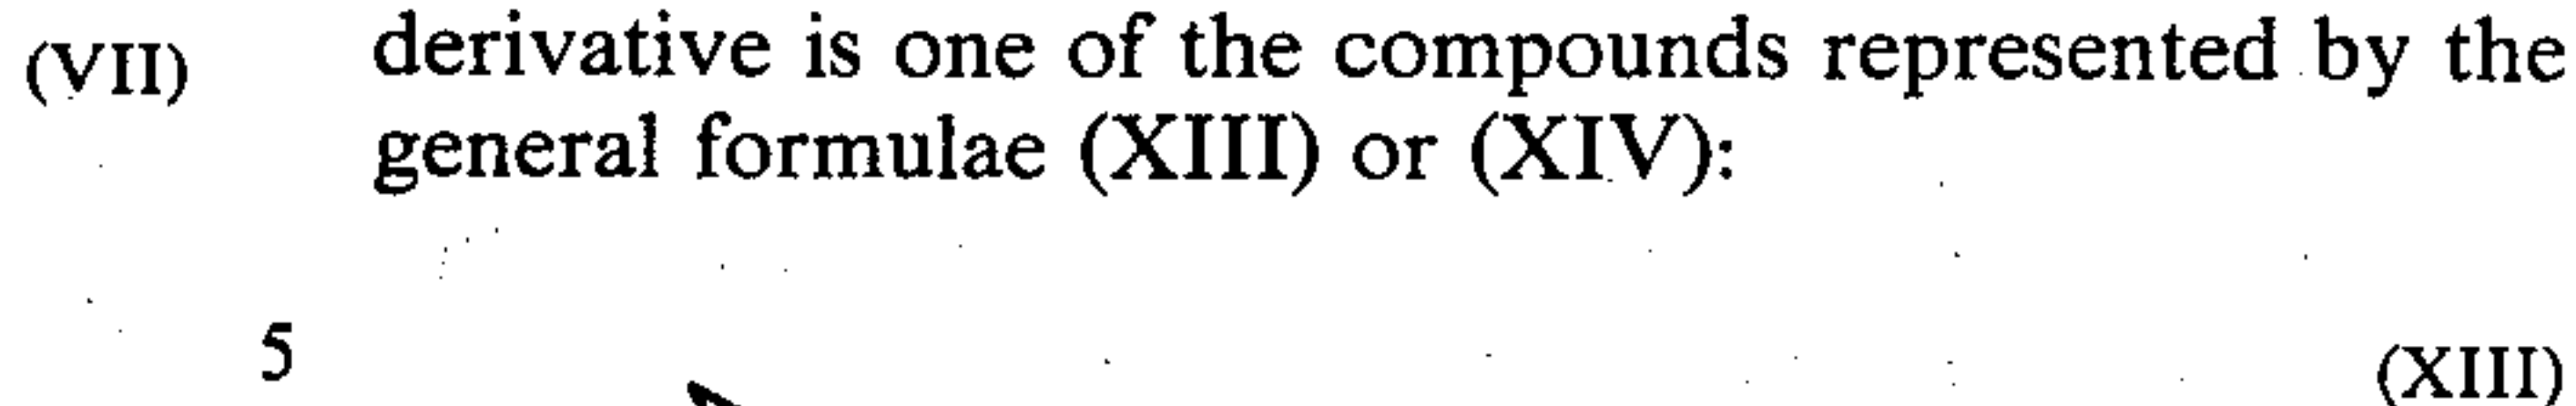 (VII)
derivative is one of the compounds represented by the
general formulae (XIII) or (XIV):
5
(XIII)